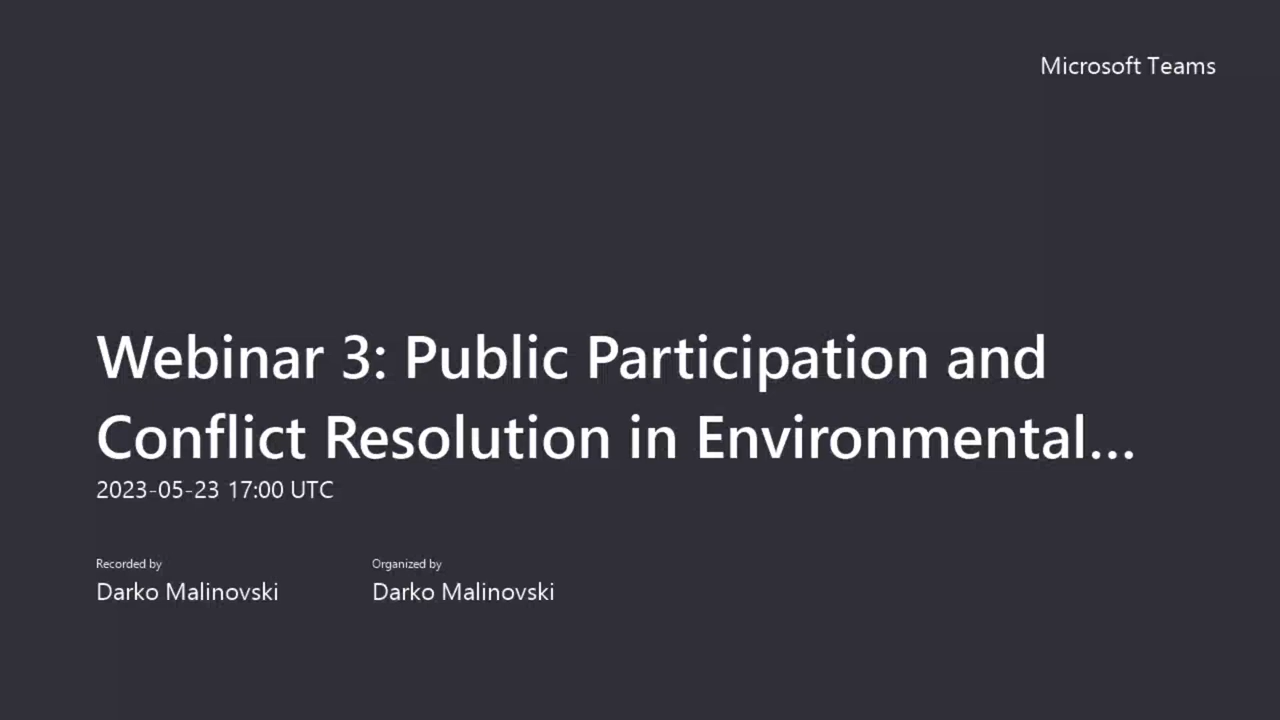 Microsoft Teams
Webinar 3: Public Participation and
Conflict Resolution in Environmental...
2023-05-23 17:00 UTC
Recorded by
Darko Malinovski
Organized by
Darko Malinovski